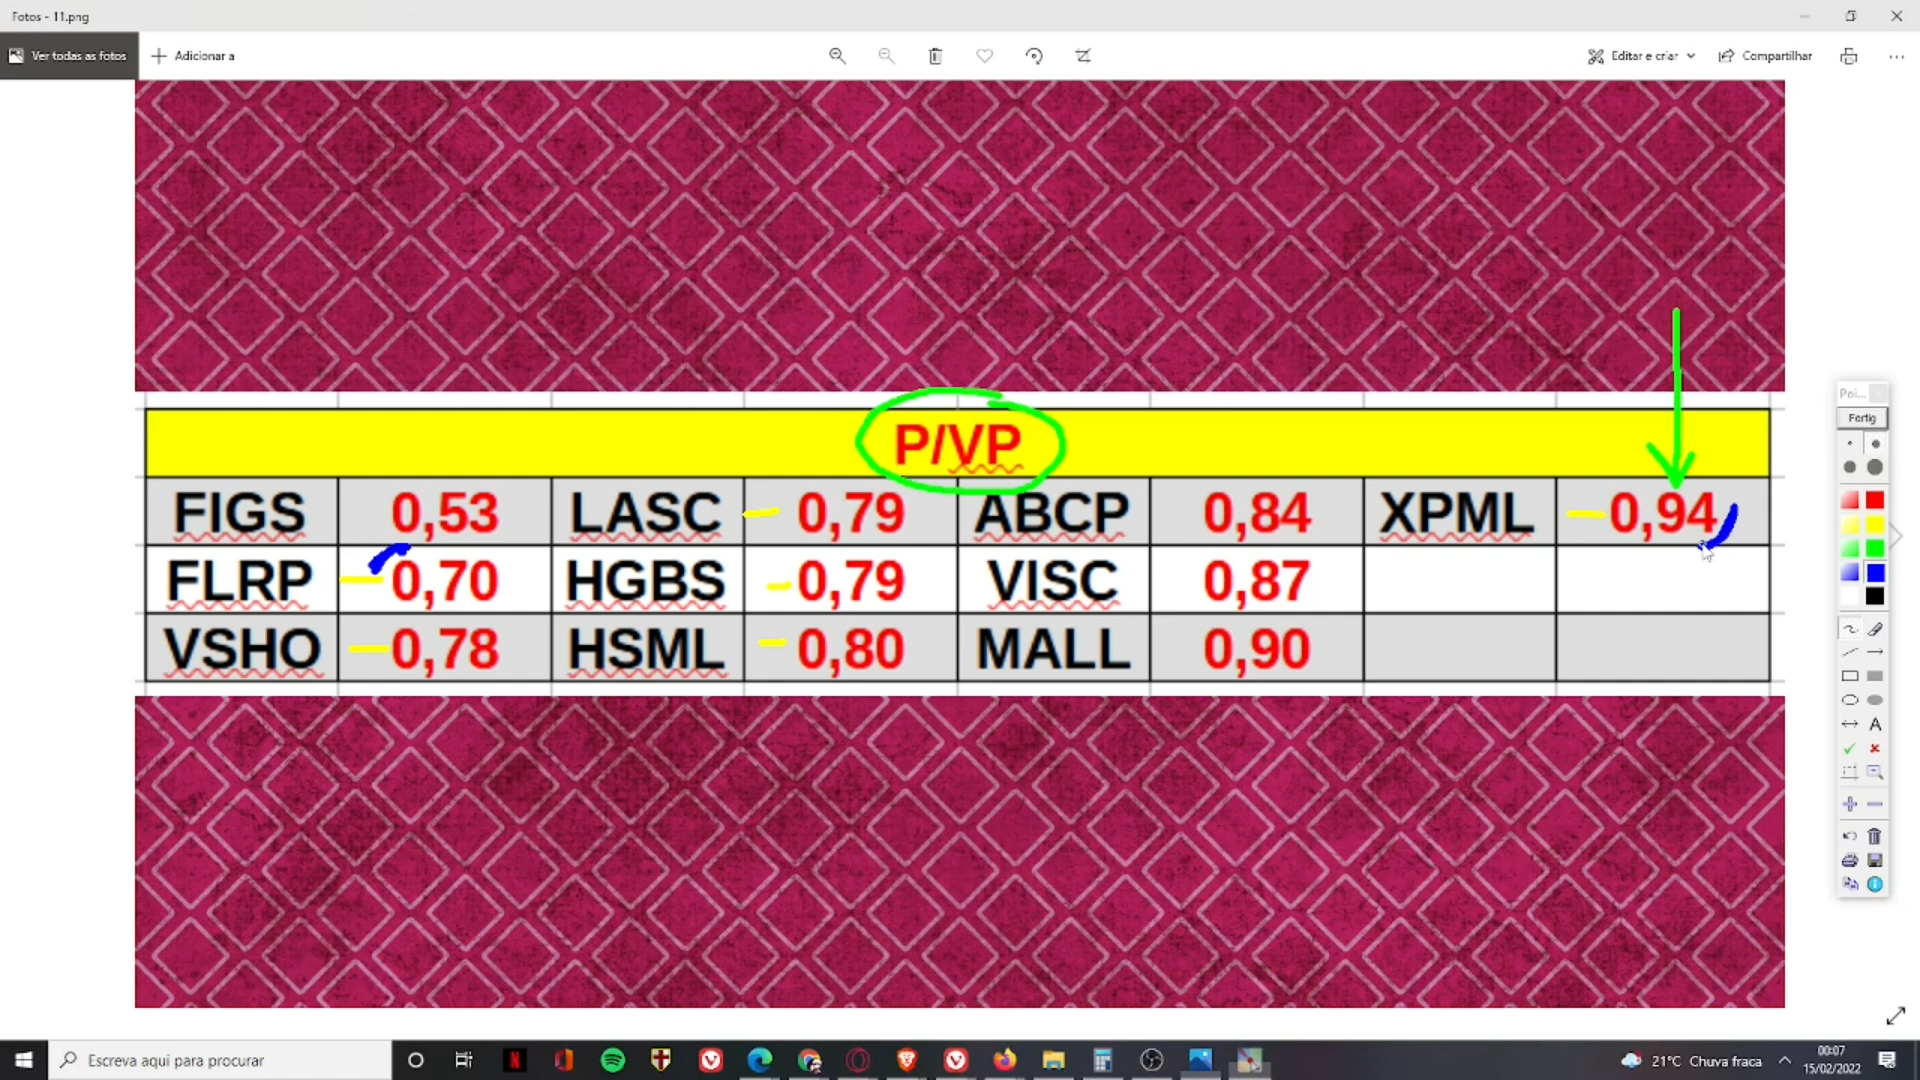 Fotos - 11.png
Ver todas as fotos
Adicionar a
Editar e criar
Compartilhar
P/VP
FIGS 0,53 LASC 0,79 ABCP 0,84 XPML 0,94
FLRP 0,70 HGBS 0,79 VISC 0,87
VSHO 0,78 HSML 0,80 MALL 0,90
Poi...
Fertig
A
Escreva aqui para procurar
21°C Chuva fraca
00:07
15/02/2022